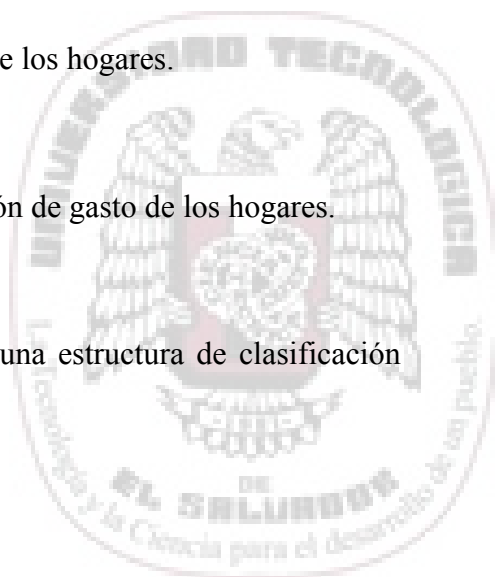 e los hogares.
UNIVERSIDAD TECNOLOGICA
ón de gasto de los hogares.
una estructura de clasificación
DE
EL SALVADOR
La Tecnología y la Ciencia para el desarrollo de un pueblo.